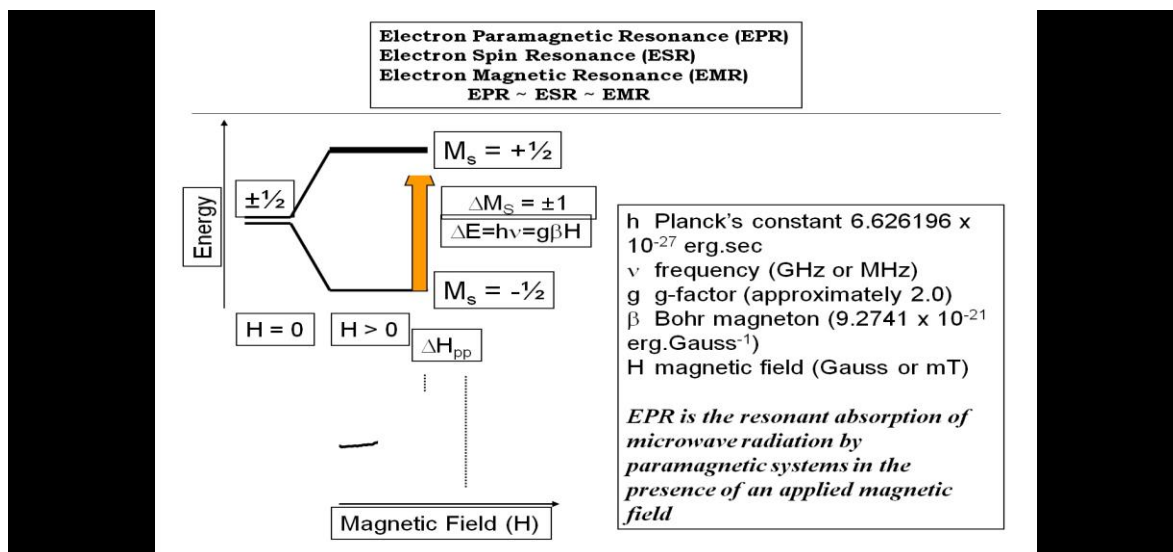 Electron Paramagnetic Resonance (EPR)
Electron Spin Resonance (ESR)
Electron Magnetic Resonance (EMR)
EPR ~ ESR ~ EMR
Energy
±½
Mₛ = +½
ΔM_S = ±1
ΔE=hν=gβH
Mₛ = -½
H = 0
H > 0
ΔH_pp
Magnetic Field (H)
h Planck’s constant 6.626196 x
10⁻²⁷ erg.sec
ν frequency (GHz or MHz)
g g-factor (approximately 2.0)
β Bohr magneton (9.2741 x 10⁻²¹
erg.Gauss⁻¹)
H magnetic field (Gauss or mT)
EPR is the resonant absorption of
microwave radiation by
paramagnetic systems in the
presence of an applied magnetic
field